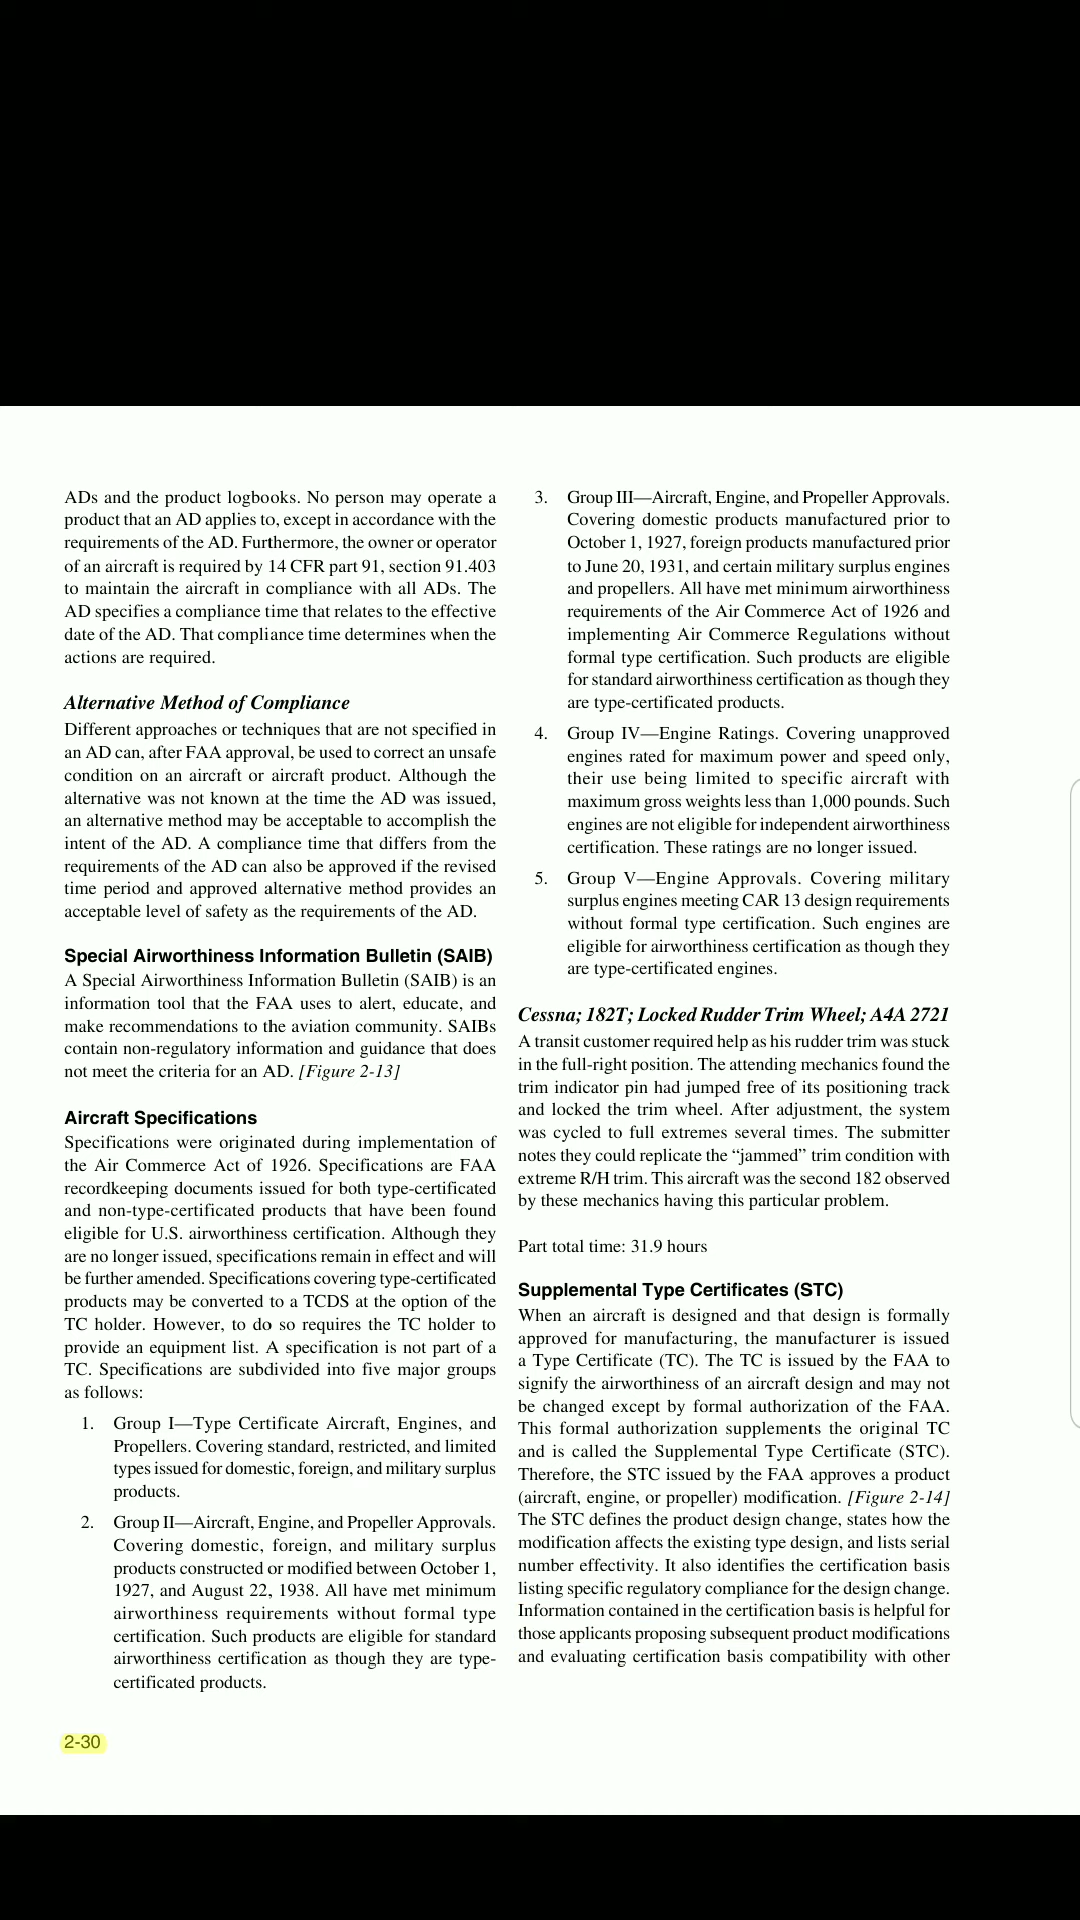 ADs and the product logbooks. No person may operate a
product that an AD applies to, except in accordance with the
requirements of the AD. Furthermore, the owner or operator
of an aircraft is required by 14 CFR part 91, section 91.403
to maintain the aircraft in compliance with all ADs. The
AD specifies a compliance time that relates to the effective
date of the AD. That compliance time determines when the
actions are required.
Alternative Method of Compliance
Different approaches or techniques that are not specified in
an AD can, after FAA approval, be used to correct an unsafe
condition on an aircraft or aircraft product. Although the
alternative was not known at the time the AD was issued,
an alternative method may be acceptable to accomplish the
intent of the AD. A compliance time that differs from the
requirements of the AD can also be approved if the revised
time period and approved alternative method provides an
acceptable level of safety as the requirements of the AD.
Special Airworthiness Information Bulletin (SAIB)
A Special Airworthiness Information Bulletin (SAIB) is an
information tool that the FAA uses to alert, educate, and
make recommendations to the aviation community. SAIBs
contain non-regulatory information and guidance that does
not meet the criteria for an AD. [Figure 2-13]
Aircraft Specifications
Specifications were originated during implementation of
the Air Commerce Act of 1926. Specifications are FAA
recordkeeping documents issued for both type-certificated
and non-type-certificated products that have been found
eligible for U.S. airworthiness certification. Although they
are no longer issued, specifications remain in effect and will
be further amended. Specifications covering type-certificated
products may be converted to a TCDS at the option of the
TC holder. However, to do so requires the TC holder to
provide an equipment list. A specification is not part of a
TC. Specifications are subdivided into five major groups
as follows:
1. Group I—Type Certificate Aircraft, Engines, and
Propellers. Covering standard, restricted, and limited
types issued for domestic, foreign, and military surplus
products.
2. Group II—Aircraft, Engine, and Propeller Approvals.
Covering domestic, foreign, and military surplus
products constructed or modified between October 1,
1927, and August 22, 1938. All have met minimum
airworthiness requirements without formal type
certification. Such products are eligible for standard
airworthiness certification as though they are type-
certificated products.
3. Group III—Aircraft, Engine, and Propeller Approvals.
Covering domestic products manufactured prior to
October 1, 1927, foreign products manufactured prior
to June 20, 1931, and certain military surplus engines
and propellers. All have met minimum airworthiness
requirements of the Air Commerce Act of 1926 and
implementing Air Commerce Regulations without
formal type certification. Such products are eligible
for standard airworthiness certification as though they
are type-certificated products.
4. Group IV—Engine Ratings. Covering unapproved
engines rated for maximum power and speed only,
their use being limited to specific aircraft with
maximum gross weights less than 1,000 pounds. Such
engines are not eligible for independent airworthiness
certification. These ratings are no longer issued.
5. Group V—Engine Approvals. Covering military
surplus engines meeting CAR 13 design requirements
without formal type certification. Such engines are
eligible for airworthiness certification as though they
are type-certificated engines.
Cessna; 182T; Locked Rudder Trim Wheel; A4A 2721
A transit customer required help as his rudder trim was stuck
in the full-right position. The attending mechanics found the
trim indicator pin had jumped free of its positioning track
and locked the trim wheel. After adjustment, the system
was cycled to full extremes several times. The submitter
notes they could replicate the “jammed” trim condition with
extreme R/H trim. This aircraft was the second 182 observed
by these mechanics having this particular problem.
Part total time: 31.9 hours
Supplemental Type Certificates (STC)
When an aircraft is designed and that design is formally
approved for manufacturing, the manufacturer is issued
a Type Certificate (TC). The TC is issued by the FAA to
signify the airworthiness of an aircraft design and may not
be changed except by formal authorization of the FAA.
This formal authorization supplements the original TC
and is called the Supplemental Type Certificate (STC).
Therefore, the STC issued by the FAA approves a product
(aircraft, engine, or propeller) modification. [Figure 2-14]
The STC defines the product design change, states how the
modification affects the existing type design, and lists serial
number effectivity. It also identifies the certification basis
listing specific regulatory compliance for the design change.
Information contained in the certification basis is helpful for
those applicants proposing subsequent product modifications
and evaluating certification basis compatibility with other
2-30